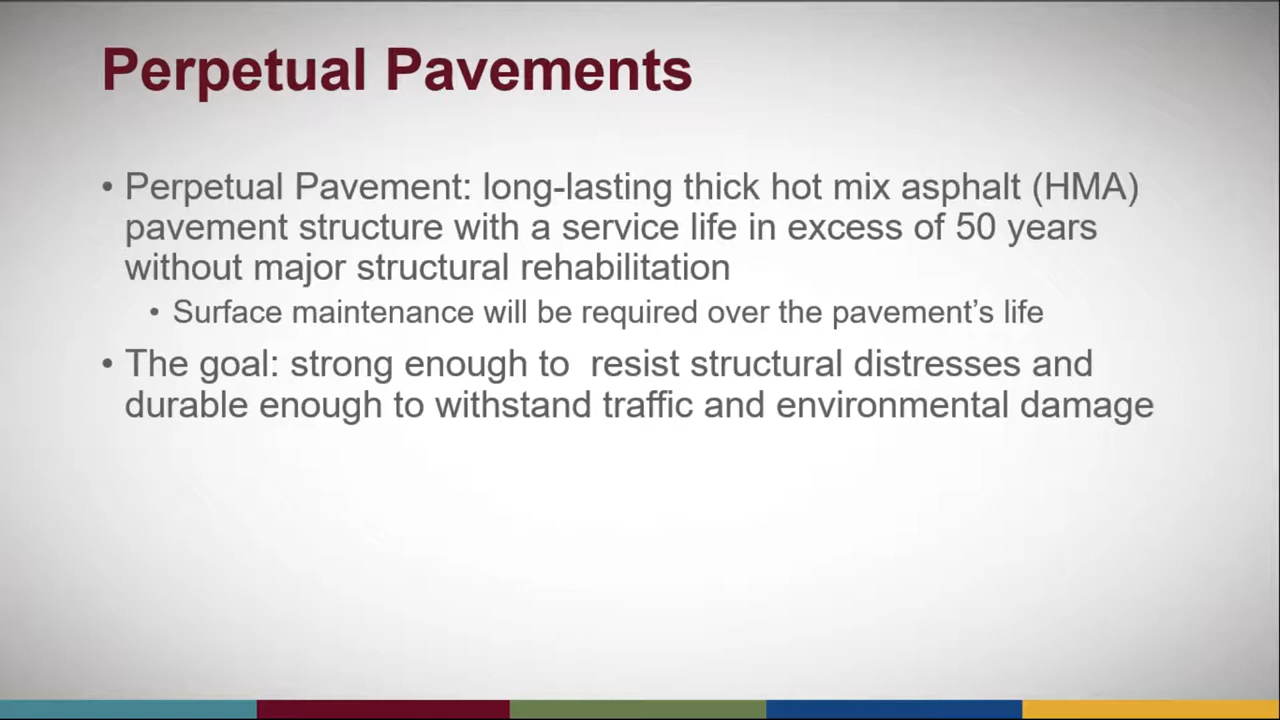 Perpetual Pavements
• Perpetual Pavement: long-lasting thick hot mix asphalt (HMA)
pavement structure with a service life in excess of 50 years
without major structural rehabilitation
• Surface maintenance will be required over the pavement's life
• The goal: strong enough to  resist structural distresses and
durable enough to withstand traffic and environmental damage